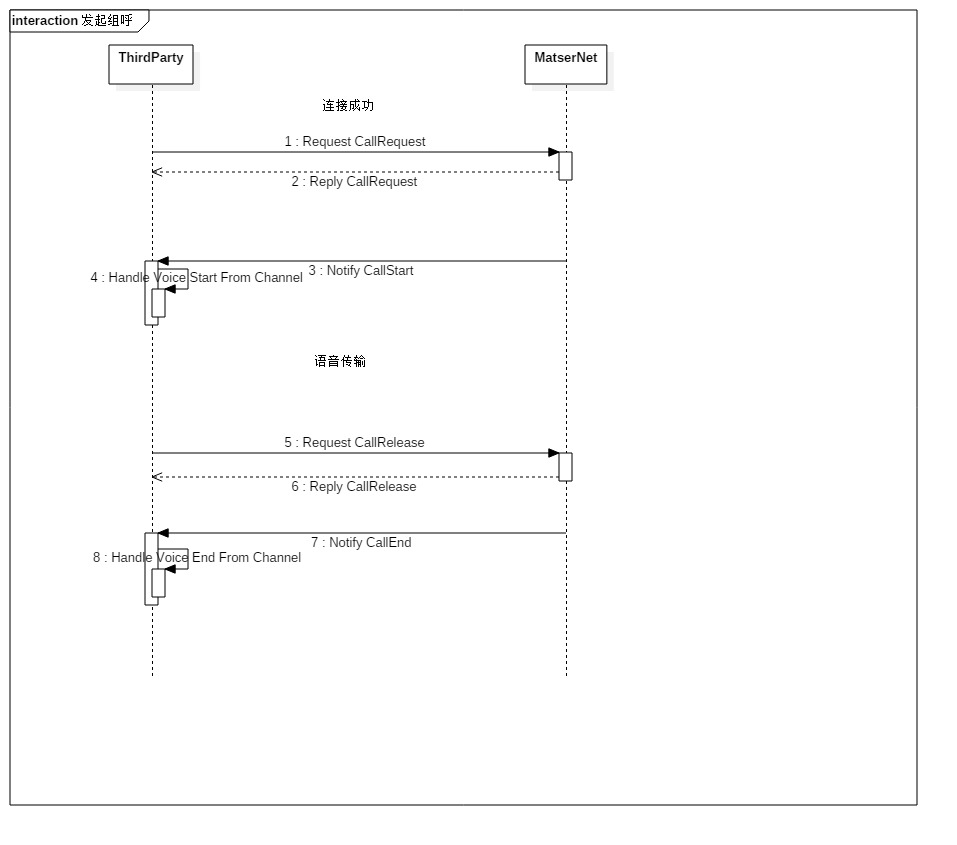 interaction 发起组呼
ThirdParty
MatserNet
连接成功
1 : Request CallRequest
2 : Reply CallRequest
3 : Notify CallStart
4 : Handle Voice Start From Channel
语音传输
5 : Request CallRelease
6 : Reply CallRelease
7 : Notify CallEnd
8 : Handle Voice End From Channel